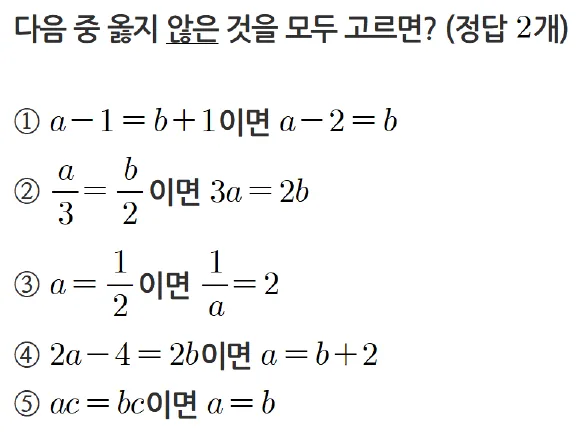 다음 중 옳지 않은 것을 모두 고르면? (정답 2개)
① a-1=b+1이면 a-2=b
② a/3=b/2이면 3a=2b
③ a=1/2이면 1/a=2
④ 2a-4=2b이면 a=b+2
⑤ ac=bc이면 a=b